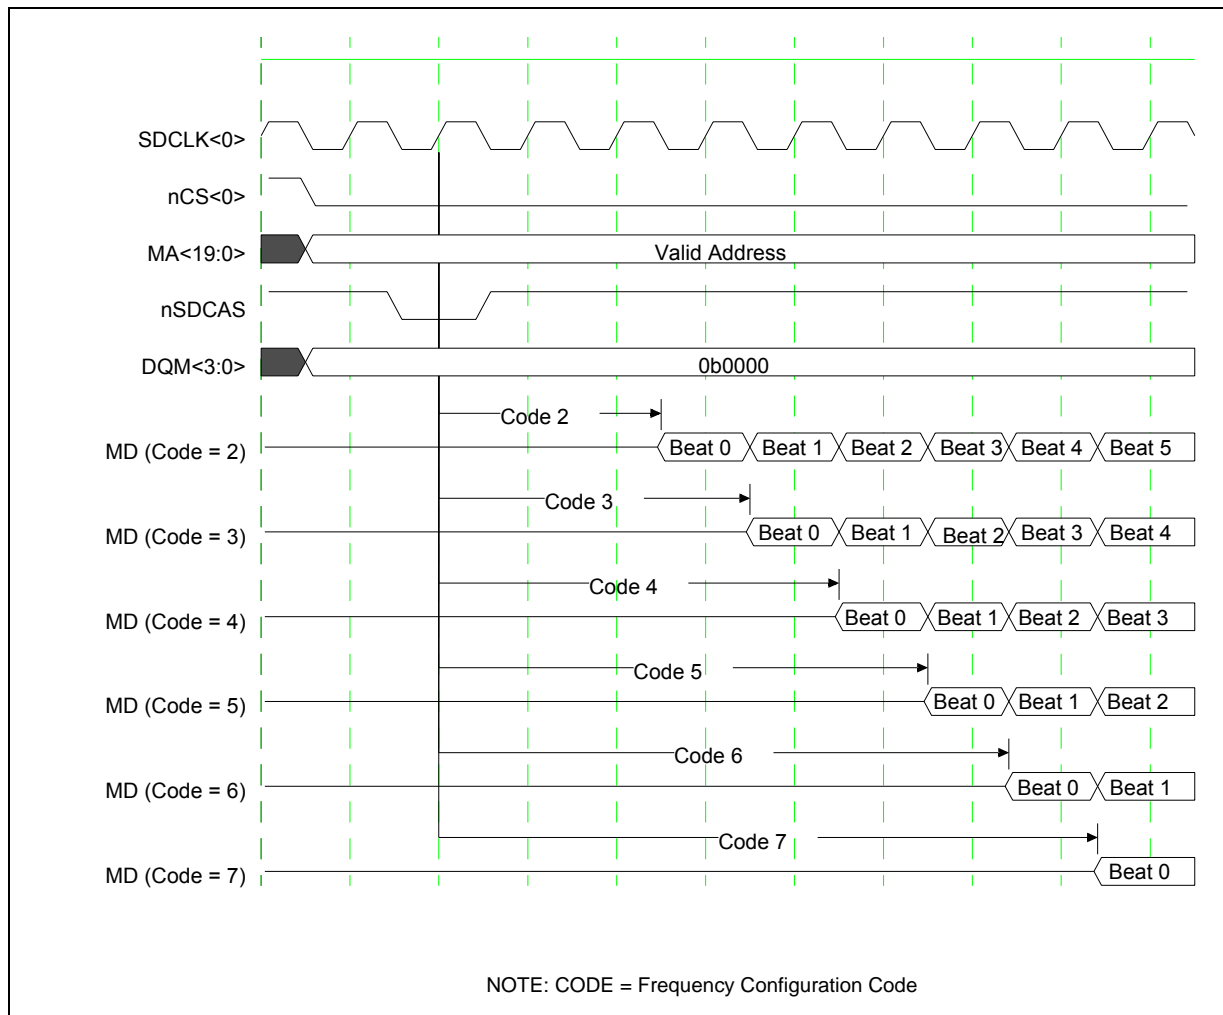 SDCLK<0>
nCS<0>
MA<19:0>
Valid Address
nSDCAS
DQM<3:0>
0b0000
Code 2
MD (Code = 2)
Beat 0 Beat 1 Beat 2 Beat 3 Beat 4 Beat 5
Code 3
MD (Code = 3)
Beat 0 Beat 1 Beat 2 Beat 3 Beat 4
Code 4
MD (Code = 4)
Beat 0 Beat 1 Beat 2 Beat 3
Code 5
MD (Code = 5)
Beat 0 Beat 1 Beat 2
Code 6
MD (Code = 6)
Beat 0 Beat 1
Code 7
MD (Code = 7)
Beat 0
NOTE: CODE = Frequency Configuration Code